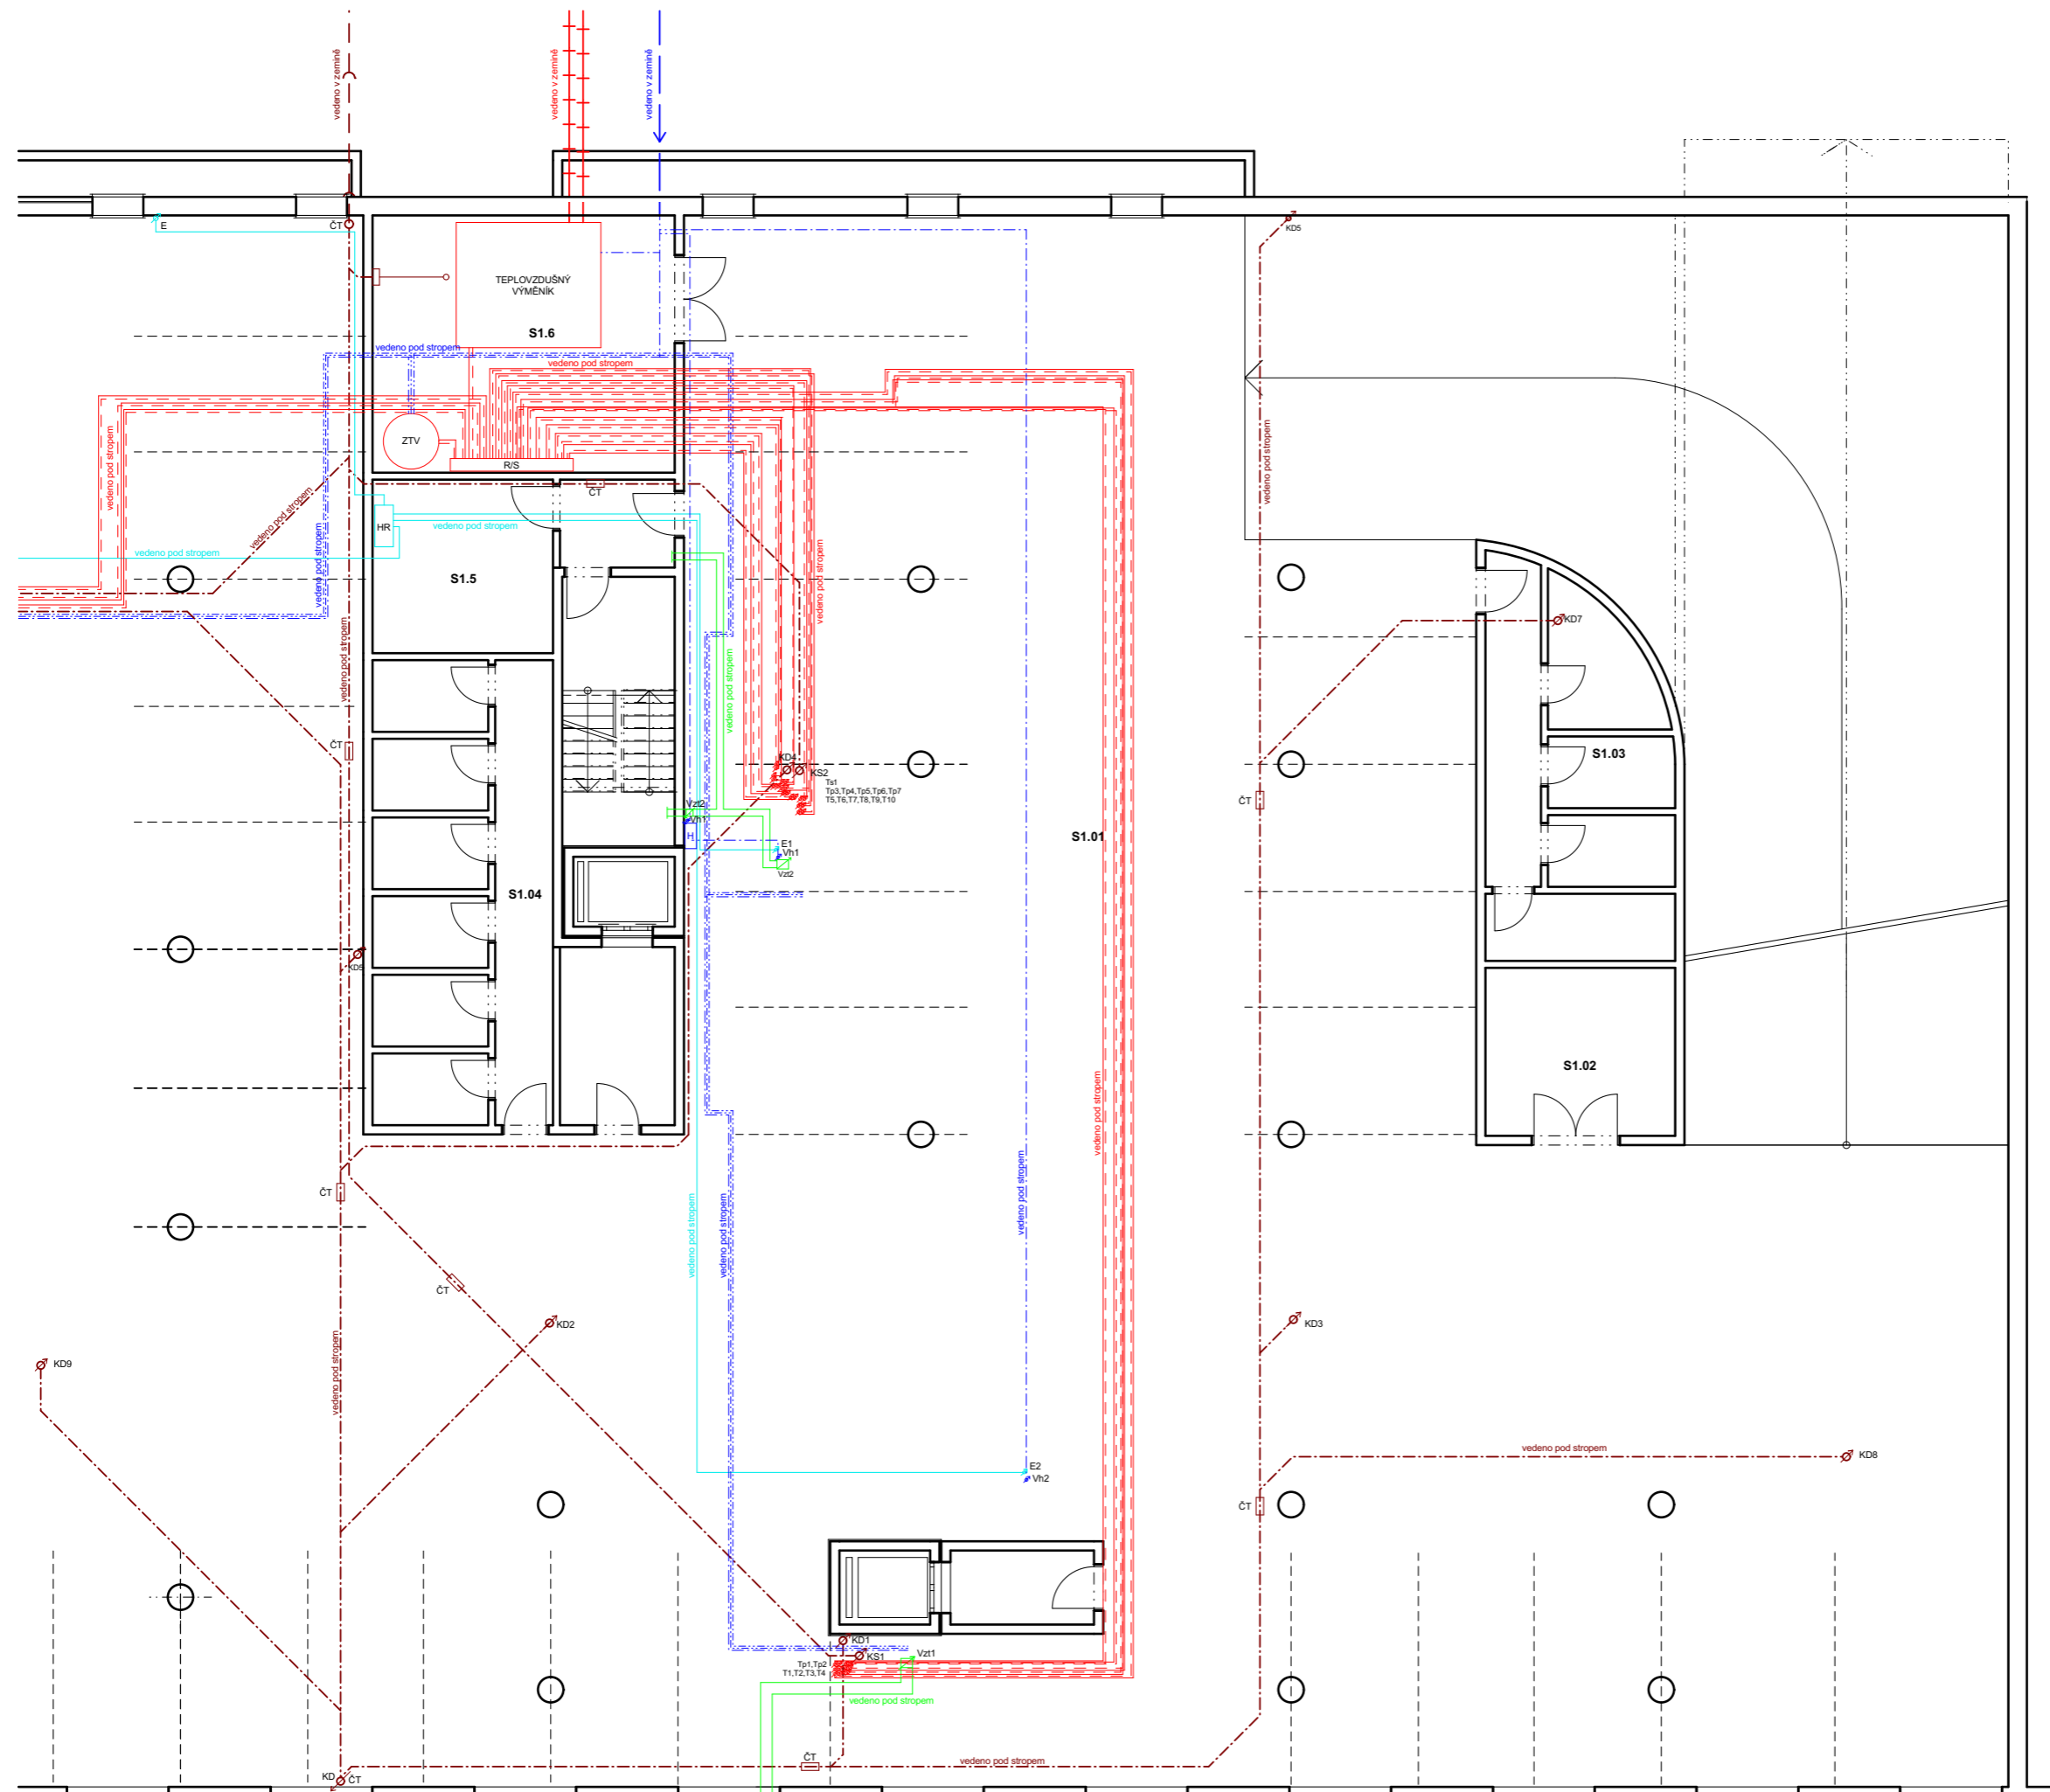 vedeno v zemině
vedeno v zemině
vedeno v zemině
E
ČT
KD5
TEPLOVZDUŠNÝ
VÝMĚNÍK
S1.6
vedeno pod stropem
vedeno pod stropem
ZTV
R/S
vedeno pod stropem
vedeno pod stropem
vedeno pod stropem
ČT
HR
vedeno pod stropem
vedeno pod stropem
vedeno pod stropem
vedeno pod stropem
S1.5
vedeno pod stropem
KD7
vedeno pod stropem
ČT
S1.03
KD4
KS2
Ts1
Tp3,Tp4,Tp5,Tp6,Tp7
T5,T6,T7,T8,T9,T10
ČT
Vzt2
Vh1
H
S1.01
E1
Vh1
Vzt2
S1.04
KD5
S1.02
vedeno pod stropem
ČT
vedeno pod stropem
vedeno pod stropem
vedeno pod stropem
ČT
KD2
KD3
KD9
vedeno pod stropem
vedeno pod stropem
KD8
E2
Vh2
ČT
KD1
KS1
Vzt1
Tp1,Tp2
T1,T2,T3,T4
vedeno pod stropem
ČT
vedeno pod stropem
KD
ČT